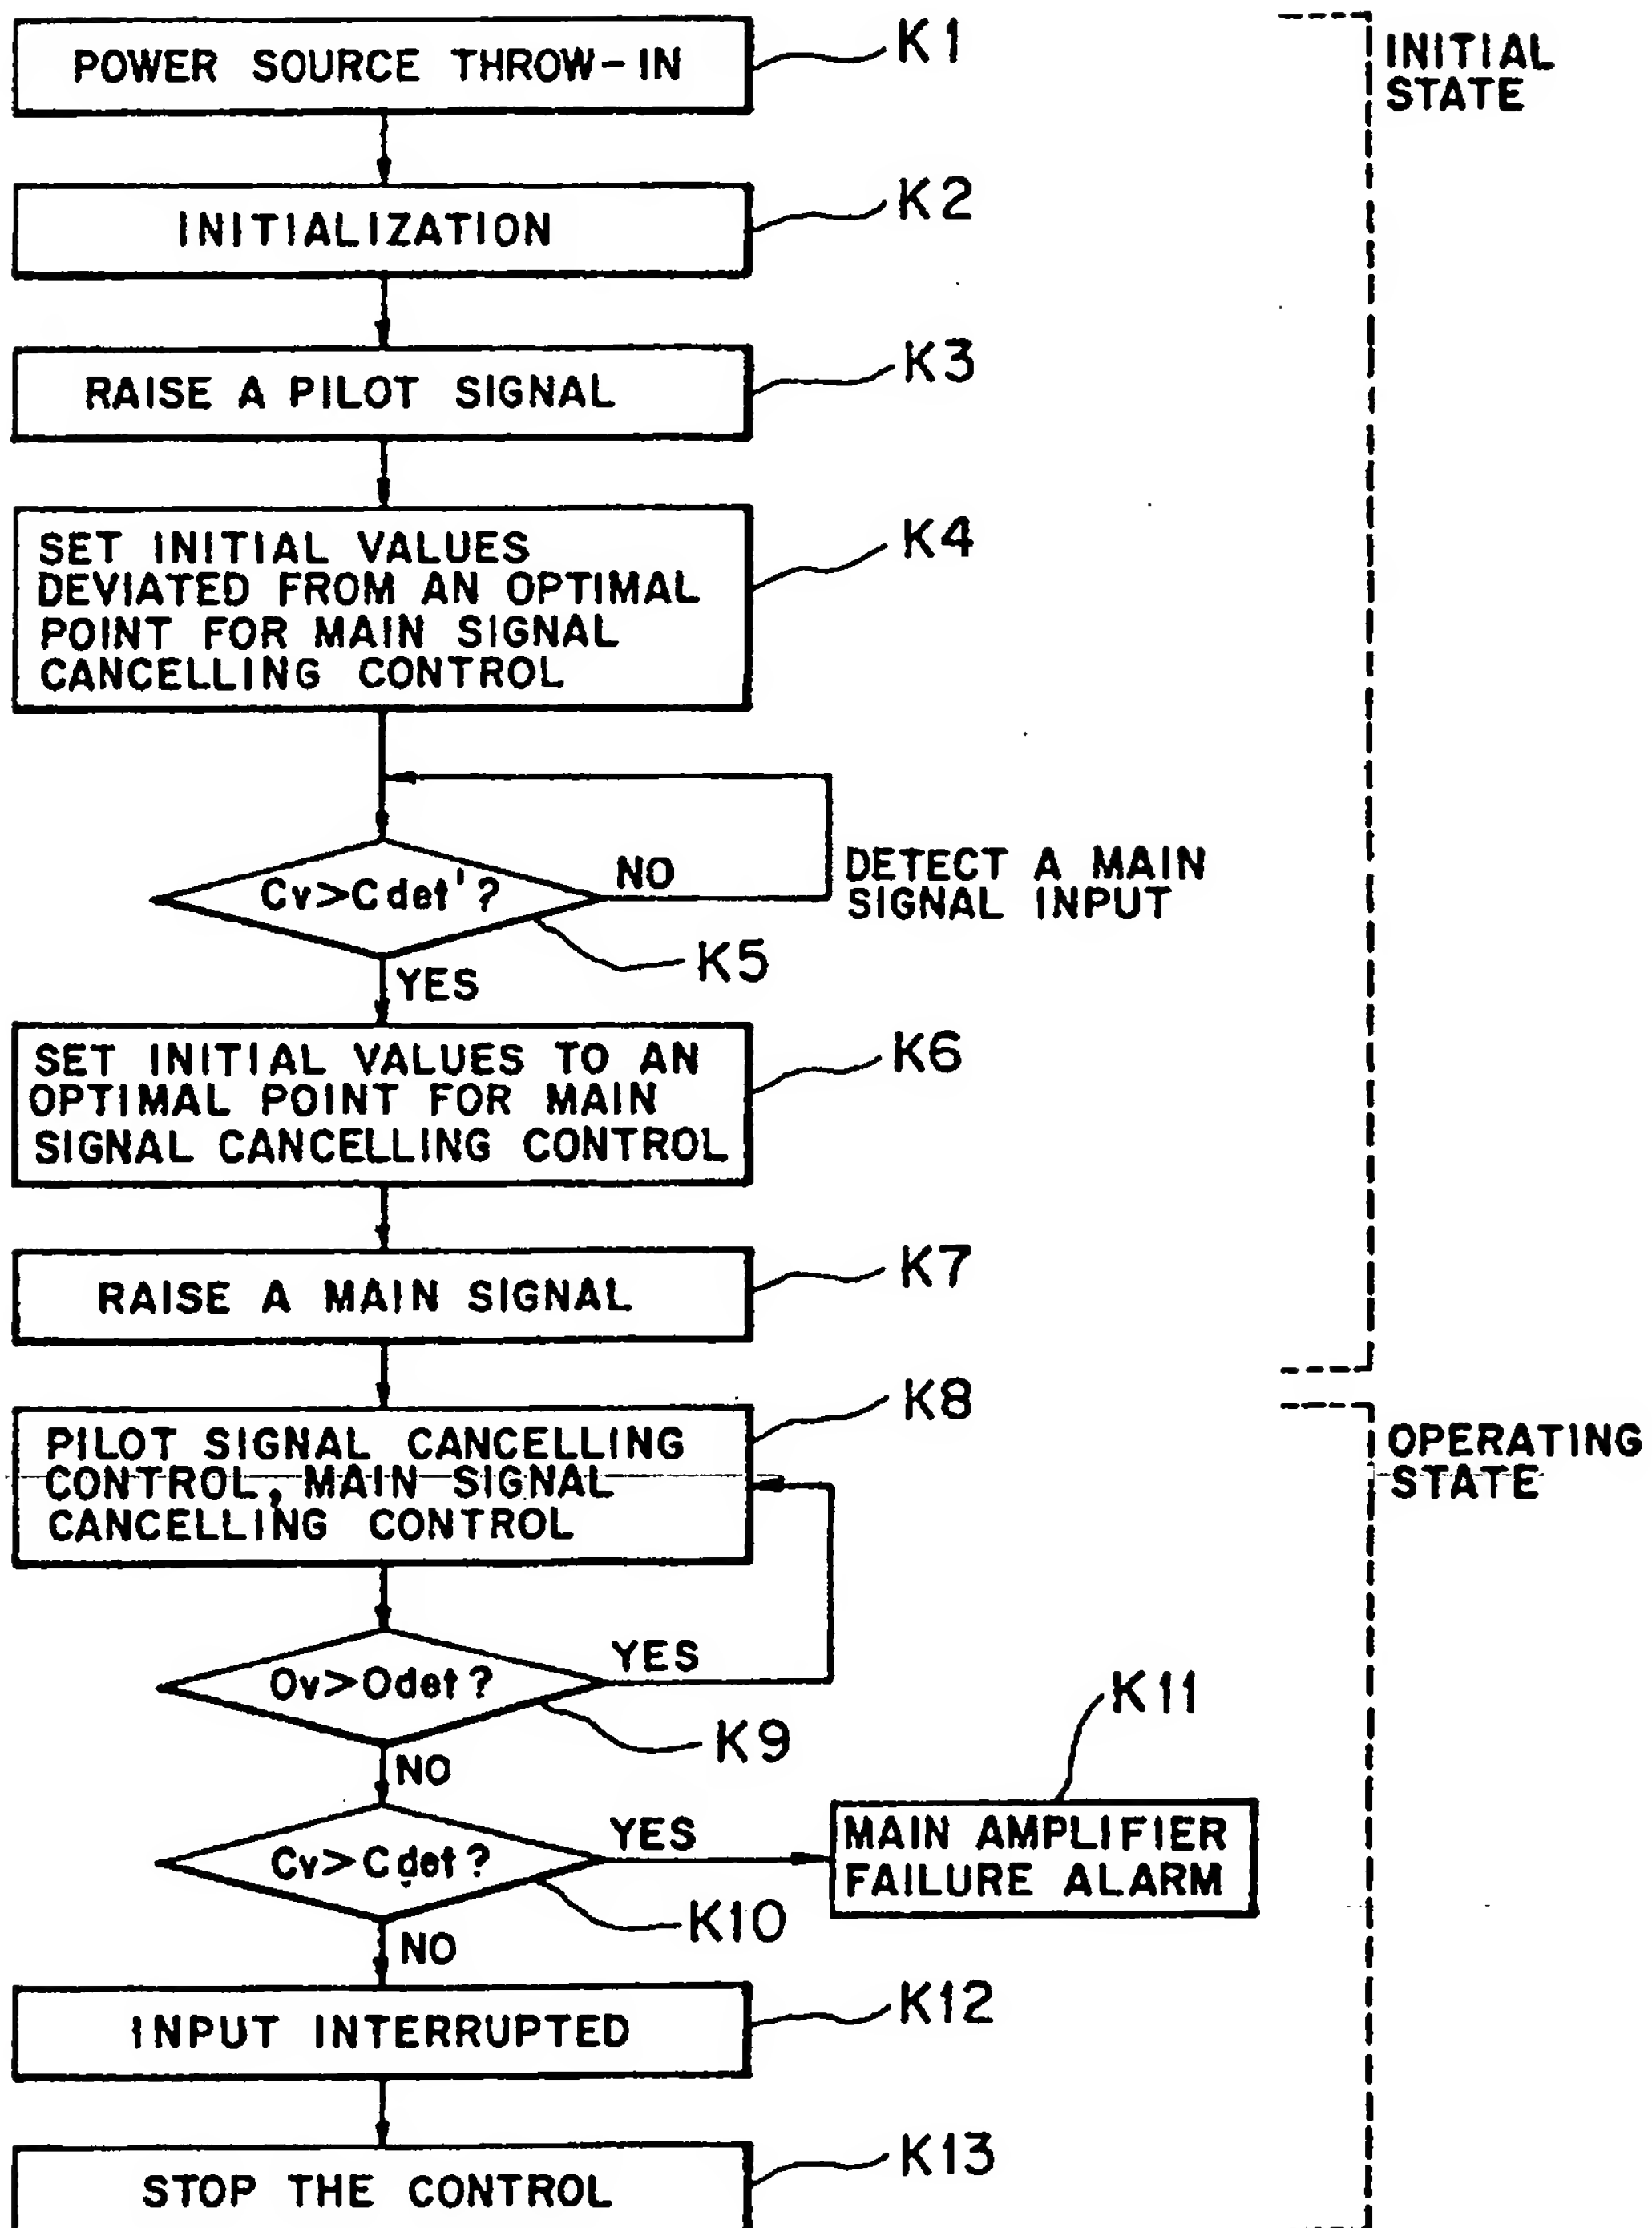 POWER SOURCE THROW-IN
K1
INITIAL
STATE
INITIALIZATION
K2
RAISE A PILOT SIGNAL
K3
SET INITIAL VALUES
DEVIATED FROM AN OPTIMAL
POINT FOR MAIN SIGNAL
CANCELLING CONTROL
K4
Cv>Cdet'?
NO
DETECT A MAIN
SIGNAL INPUT
K5
YES
SET INITIAL VALUES TO AN
OPTIMAL POINT FOR MAIN
SIGNAL CANCELLING CONTROL
K6
RAISE A MAIN SIGNAL
K7
PILOT SIGNAL CANCELLING
CONTROL, MAIN SIGNAL
CANCELLING CONTROL
K8
OPERATING
STATE
Ov>Odet?
YES
K9
NO
Cv>Cdet?
YES
K10
K11
MAIN AMPLIFIER
FAILURE ALARM
NO
INPUT INTERRUPTED
K12
STOP THE CONTROL
K13